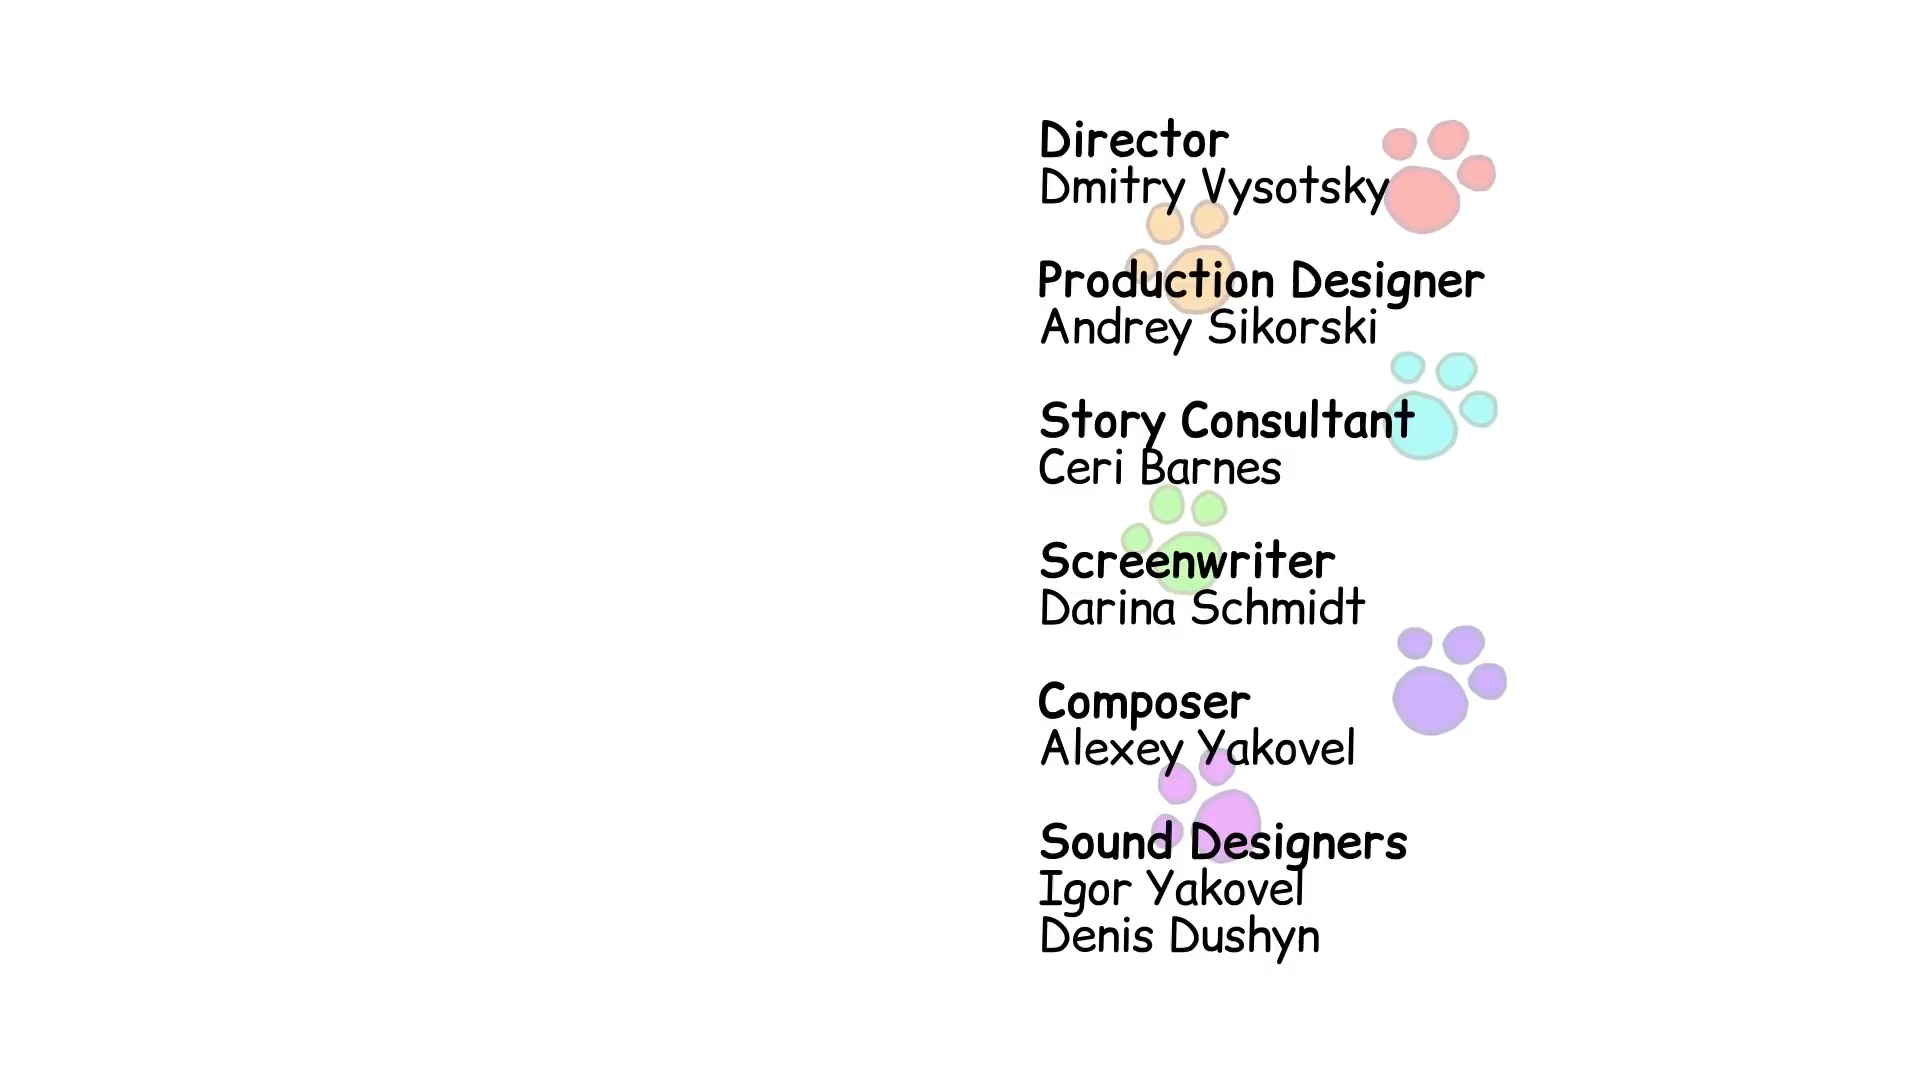 Director
Dmitry Vysotsky
Production Designer
Andrey Sikorski
Story Consultant
Ceri Barnes
Screenwriter
Darina Schmidt
Composer
Alexey Yakovel
Sound Designers
Igor Yakovel
Denis Dushyn